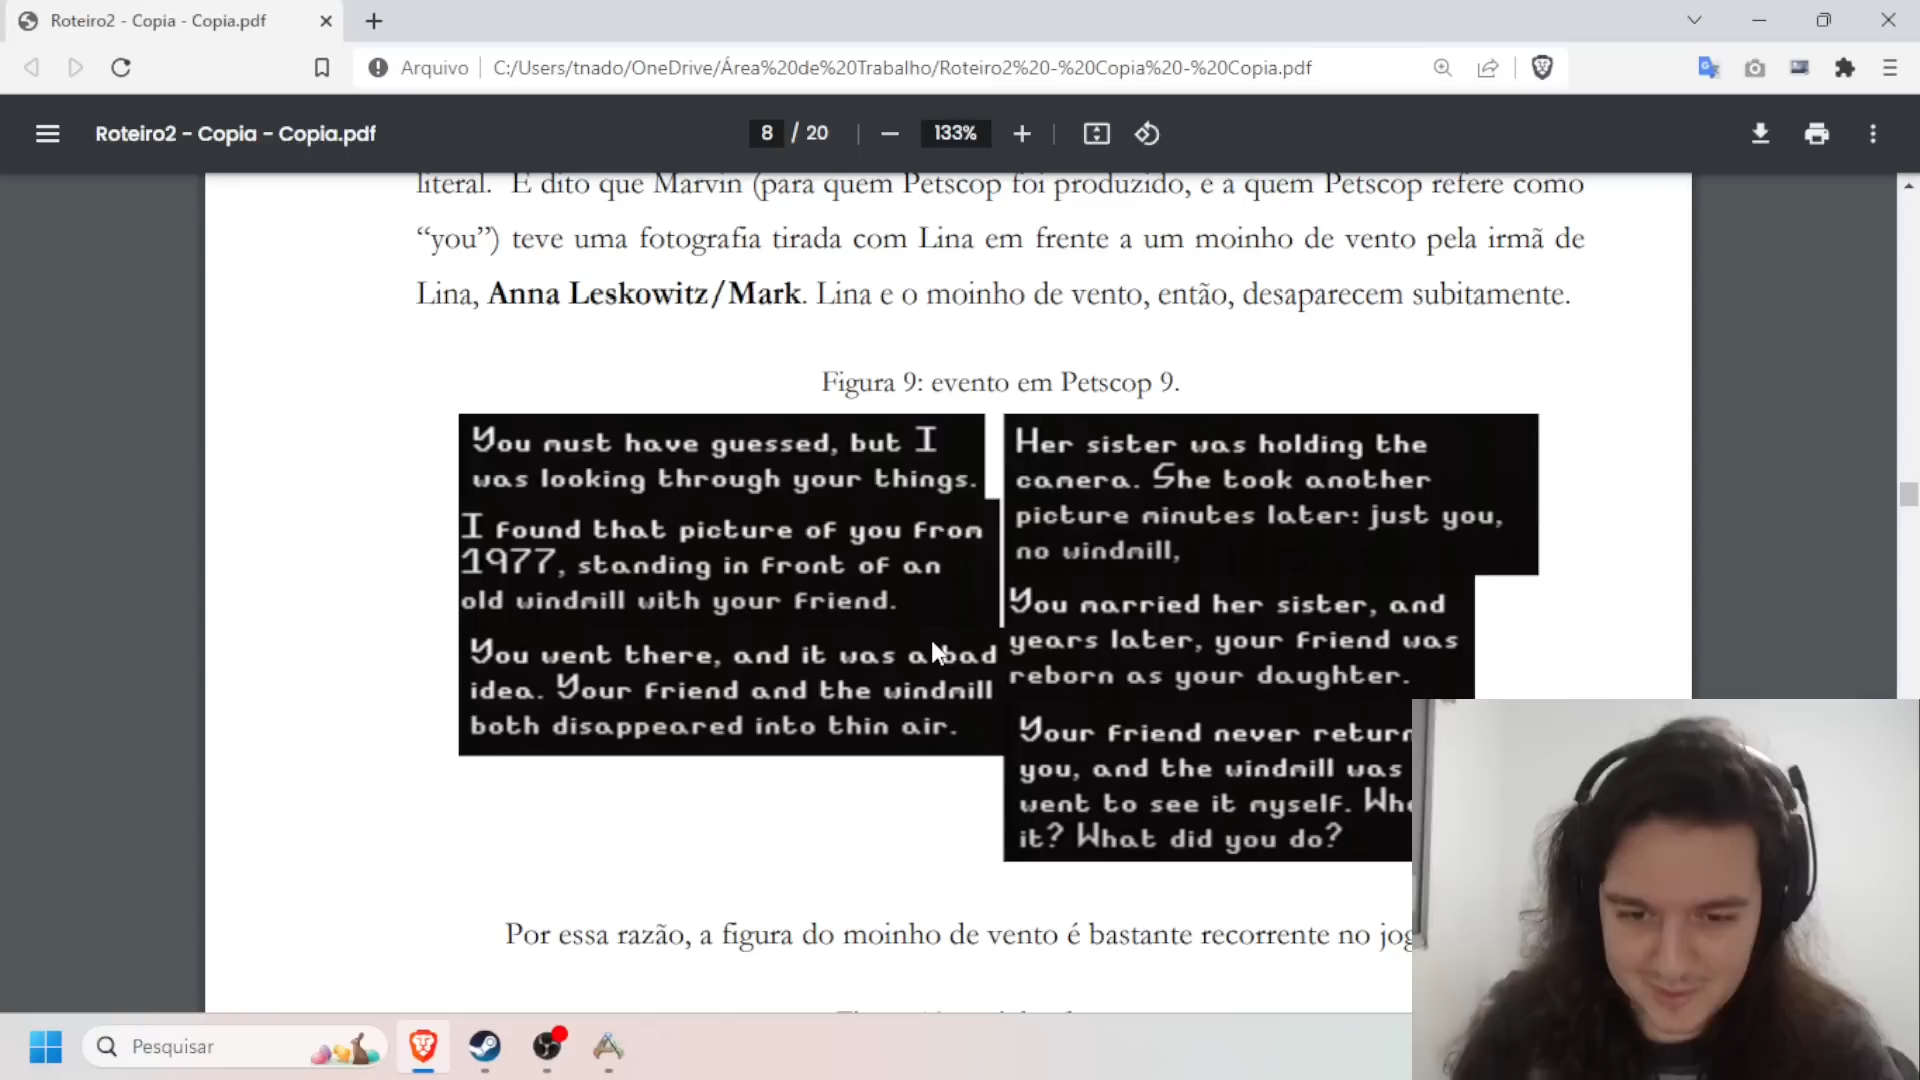 Roteiro2 - Copia - Copia.pdf
Arquivo
C:/Users/tnado/OneDrive/Área%20de%20Trabalho/Roteiro2%20-%20Copia%20-%20Copia.pdf
Roteiro2 - Copia - Copia.pdf
8 / 20
133%
literal. É dito que Marvin (para quem Petscop foi produzido, e a quem Petscop refere como
“you”) teve uma fotografia tirada com Lina em frente a um moinho de vento pela irmã de
Lina, Anna Leskowitz/Mark. Lina e o moinho de vento, então, desaparecem subitamente.
Figura 9: evento em Petscop 9.
You must have guessed, but I
was looking through your things.
I found that picture of you from
1977, standing in front of an
old windmill with your friend.
You went there, and it was a bad
idea. Your friend and the windmill
both disappeared into thin air.
Her sister was holding the
camera. She took another
picture minutes later: just you,
no windmill,
You married her sister, and
years later, your friend was
reborn as your daughter.
Your friend never return
you, and the windmill was
went to see it myself.
it? What did you do?
Por essa razão, a figura do moinho de vento é bastante recorrente no jog
Pesquisar